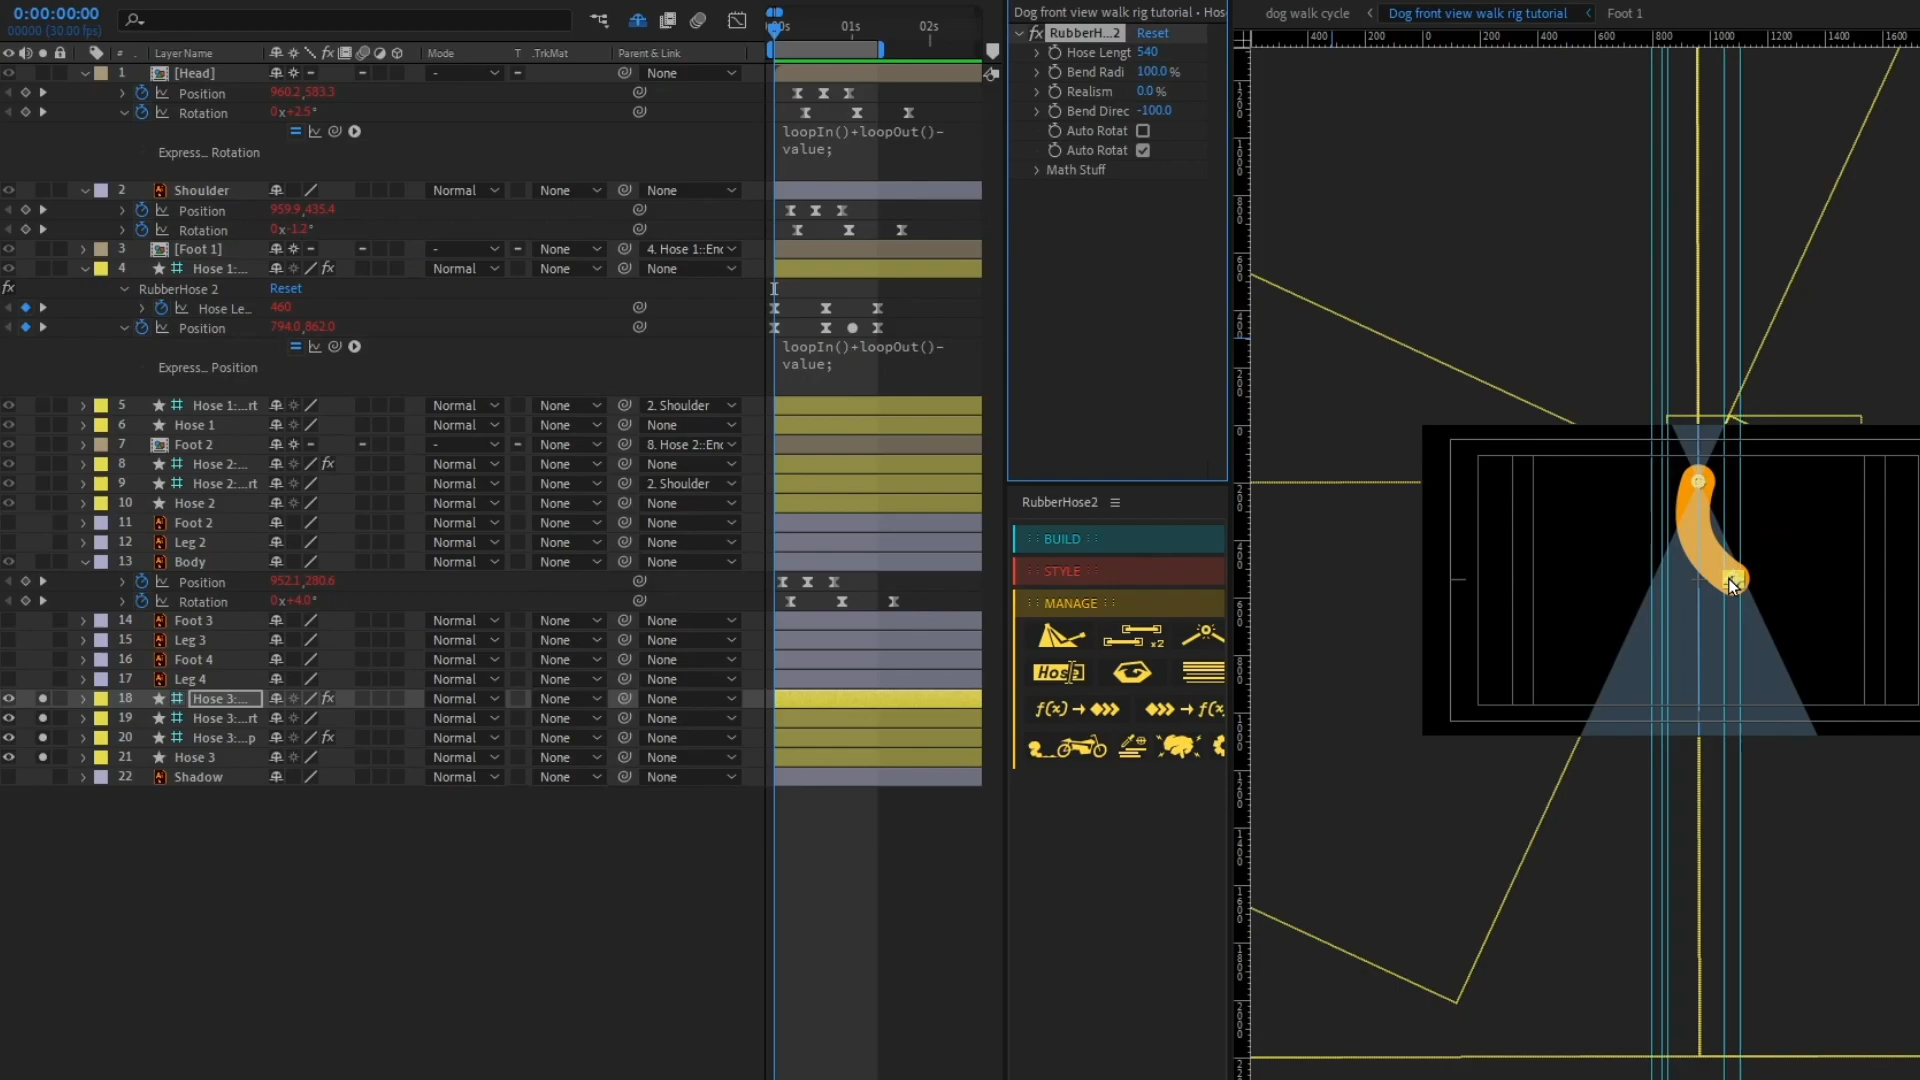 0:00:00:00
00000 (30.00 fps)
00s 01s 02s
# Layer Name Mode T .TrkMat Parent & Link
1 [Head] - None
Position 960.2,583.3
Rotation 0x+2.5°
loopIn()+loopOut()-
value;
Express... Rotation
2 Shoulder Normal None None
Position 959.9,435.4
Rotation 0x-1.2°
3 [Foot 1] - None 4. Hose 1::End
4 Hose 1:... fx Normal None None
fx RubberHose 2 Reset
Hose Le... 460
Position 794.0,862.0
loopIn()+loopOut()-
value;
Express... Position
5 Hose 1:...rt Normal None 2. Shoulder
6 Hose 1 Normal None None
7 Foot 2 - None 8. Hose 2::End
8 Hose 2:... fx Normal None None
9 Hose 2:...rt Normal None 2. Shoulder
10 Hose 2 Normal None None
11 Foot 2 Normal None None
12 Leg 2 Normal None None
13 Body Normal None None
Position 952.1,280.6
Rotation 0x+4.0°
14 Foot 3 Normal None None
15 Leg 3 Normal None None
16 Foot 4 Normal None None
17 Leg 4 Normal None None
18 Hose 3:... fx Normal None None
19 Hose 3:...rt Normal None None
20 Hose 3:...p fx Normal None None
21 Hose 3 Normal None None
22 Shadow Normal None None
Dog front view walk rig tutorial • Hos
fx RubberH...2 Reset
Hose Lengt 540
Bend Radi 100.0 %
Realism 0.0 %
Bend Direc -100.0
Auto Rotat
Auto Rotat
Math Stuff
RubberHose2
:: BUILD ::
:: STYLE ::
:: MANAGE ::
x2
Hose
f(x)
f(x
dog walk cycle Dog front view walk rig tutorial Foot 1
400 200 0 200 400 600 800 1000 1200 1400 1600